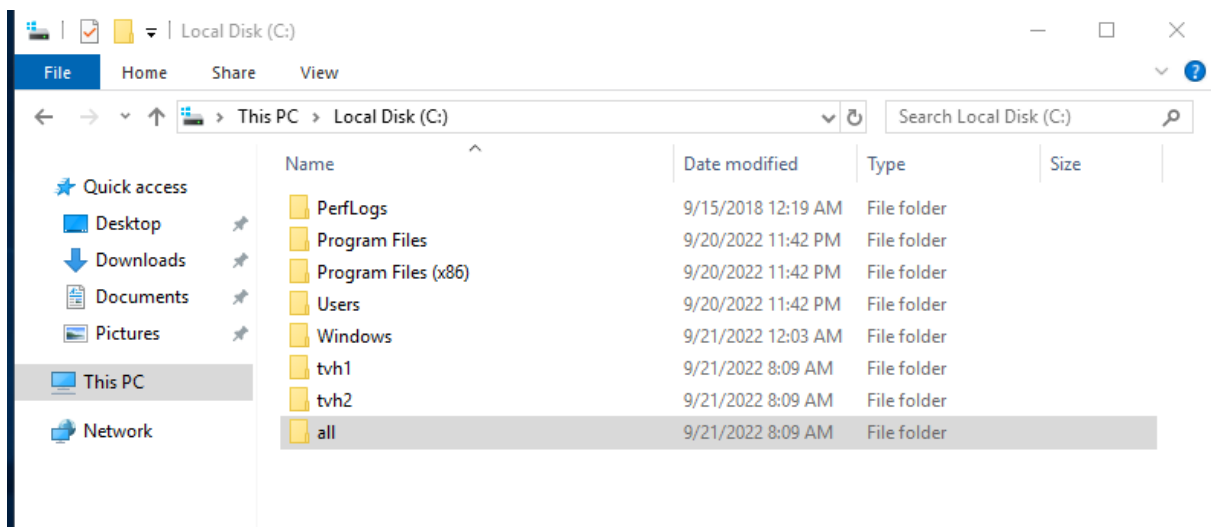 Local Disk (C:)
File Home Share View
This PC > Local Disk (C:) Search Local Disk (C:)
Name Date modified Type Size
Quick access
Desktop
Downloads
Documents
Pictures
This PC
Network
PerfLogs 9/15/2018 12:19 AM File folder
Program Files 9/20/2022 11:42 PM File folder
Program Files (x86) 9/20/2022 11:42 PM File folder
Users 9/20/2022 11:42 PM File folder
Windows 9/21/2022 12:03 AM File folder
tvh1 9/21/2022 8:09 AM File folder
tvh2 9/21/2022 8:09 AM File folder
all 9/21/2022 8:09 AM File folder